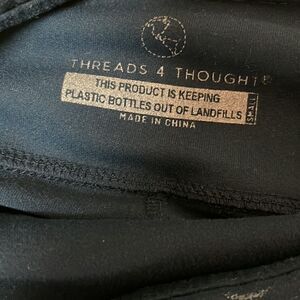 THREADS 4 THOUGHT®
THIS PRODUCT IS KEEPING
PLASTIC BOTTLES OUT OF LANDFILLS
SMALL
MADE IN CHINA